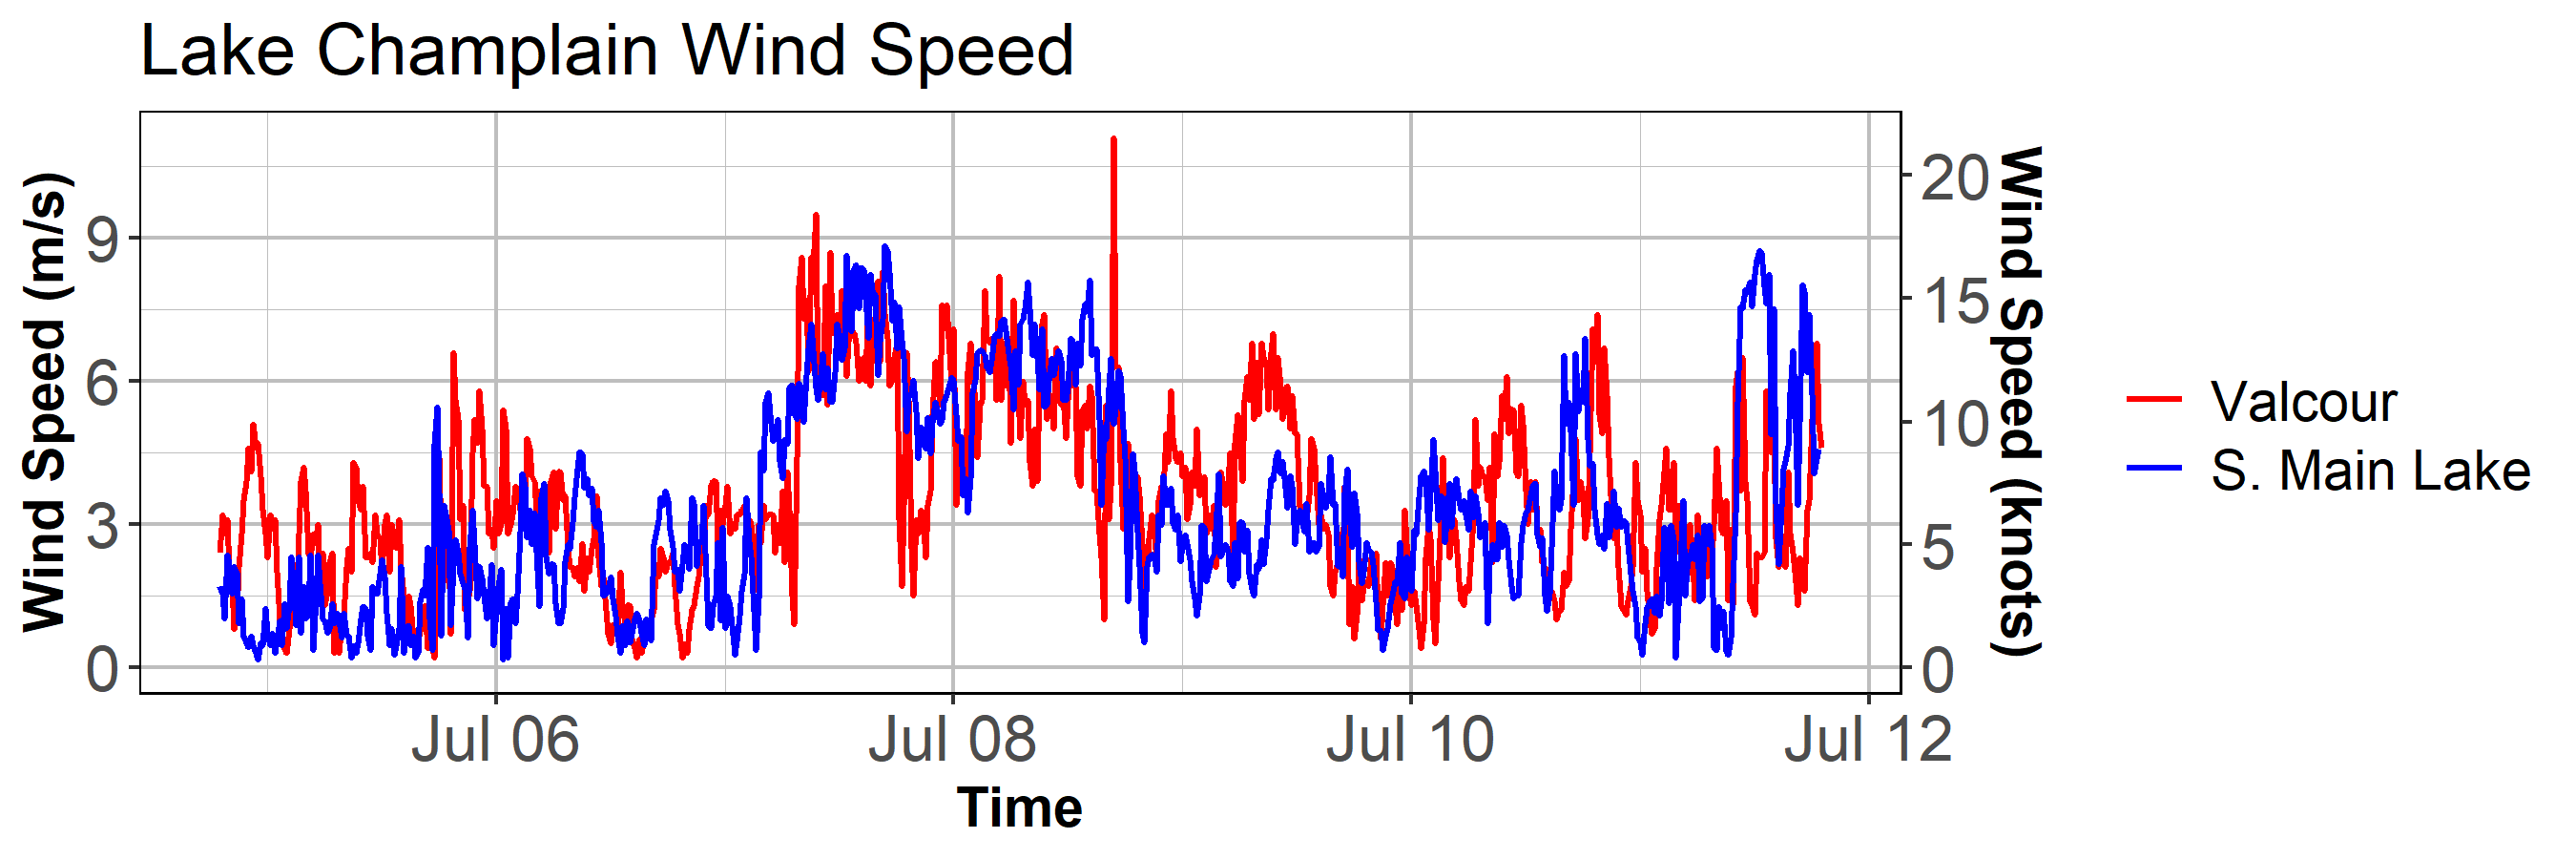 Lake Champlain Wind Speed
Wind Speed (m/s)
9
6
3
0
20
15
10
5
0
Wind Speed (knots)
Jul 06
Jul 08
Jul 10
Jul 12
Time
Valcour
S. Main Lake